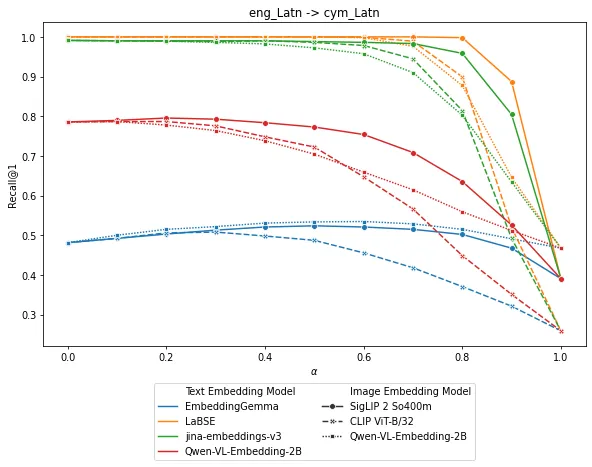 eng_Latn -> cym_Latn
1.0
0.9
0.8
0.7
0.6
0.5
0.4
0.3
Recall@1
0.0 0.2 0.4 0.6 0.8 1.0
α
Text Embedding Model
EmbeddingGemma
LaBSE
jina-embeddings-v3
Qwen-VL-Embedding-2B
Image Embedding Model
SigLIP 2 So400m
CLIP ViT-B/32
Qwen-VL-Embedding-2B